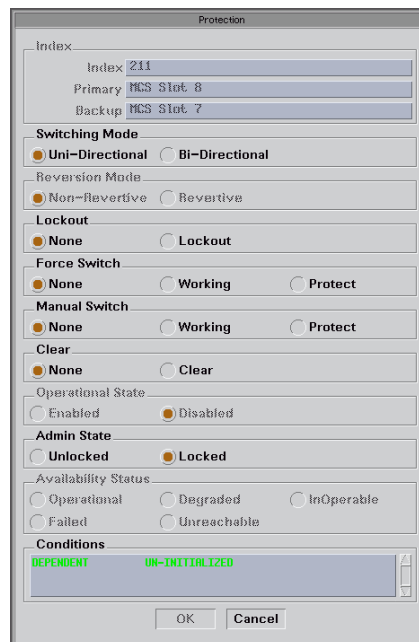 Protection
Index
Index 211
Primary MCS Slot 8
Backup MCS Slot 7
Switching Mode
Uni-Directional Bi-Directional
Reversion Mode
Non-Revertive Revertive
Lockout
None Lockout
Force Switch
None Working Protect
Manual Switch
None Working Protect
Clear
None Clear
Operational State
Enabled Disabled
Admin State
Unlocked Locked
Availability Status
Operational Degraded InOperable
Failed Unreachable
Conditions
DEPENDENT UN-INITIALIZED
OK Cancel